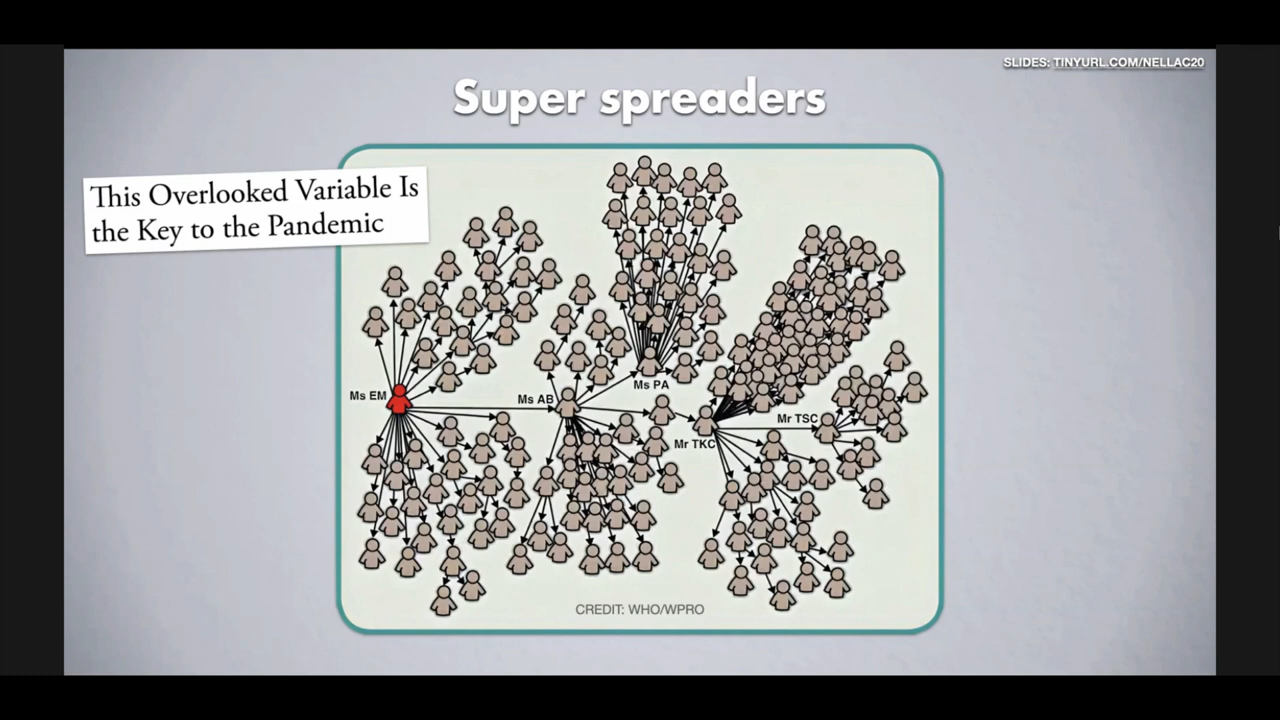 SLIDES: TINYURL.COM/NELLAC20
Super spreaders
This Overlooked Variable Is
the Key to the Pandemic
Ms EM
Ms AB
Ms PA
Mr TKC
Mr TSC
CREDIT: WHO/WPRO